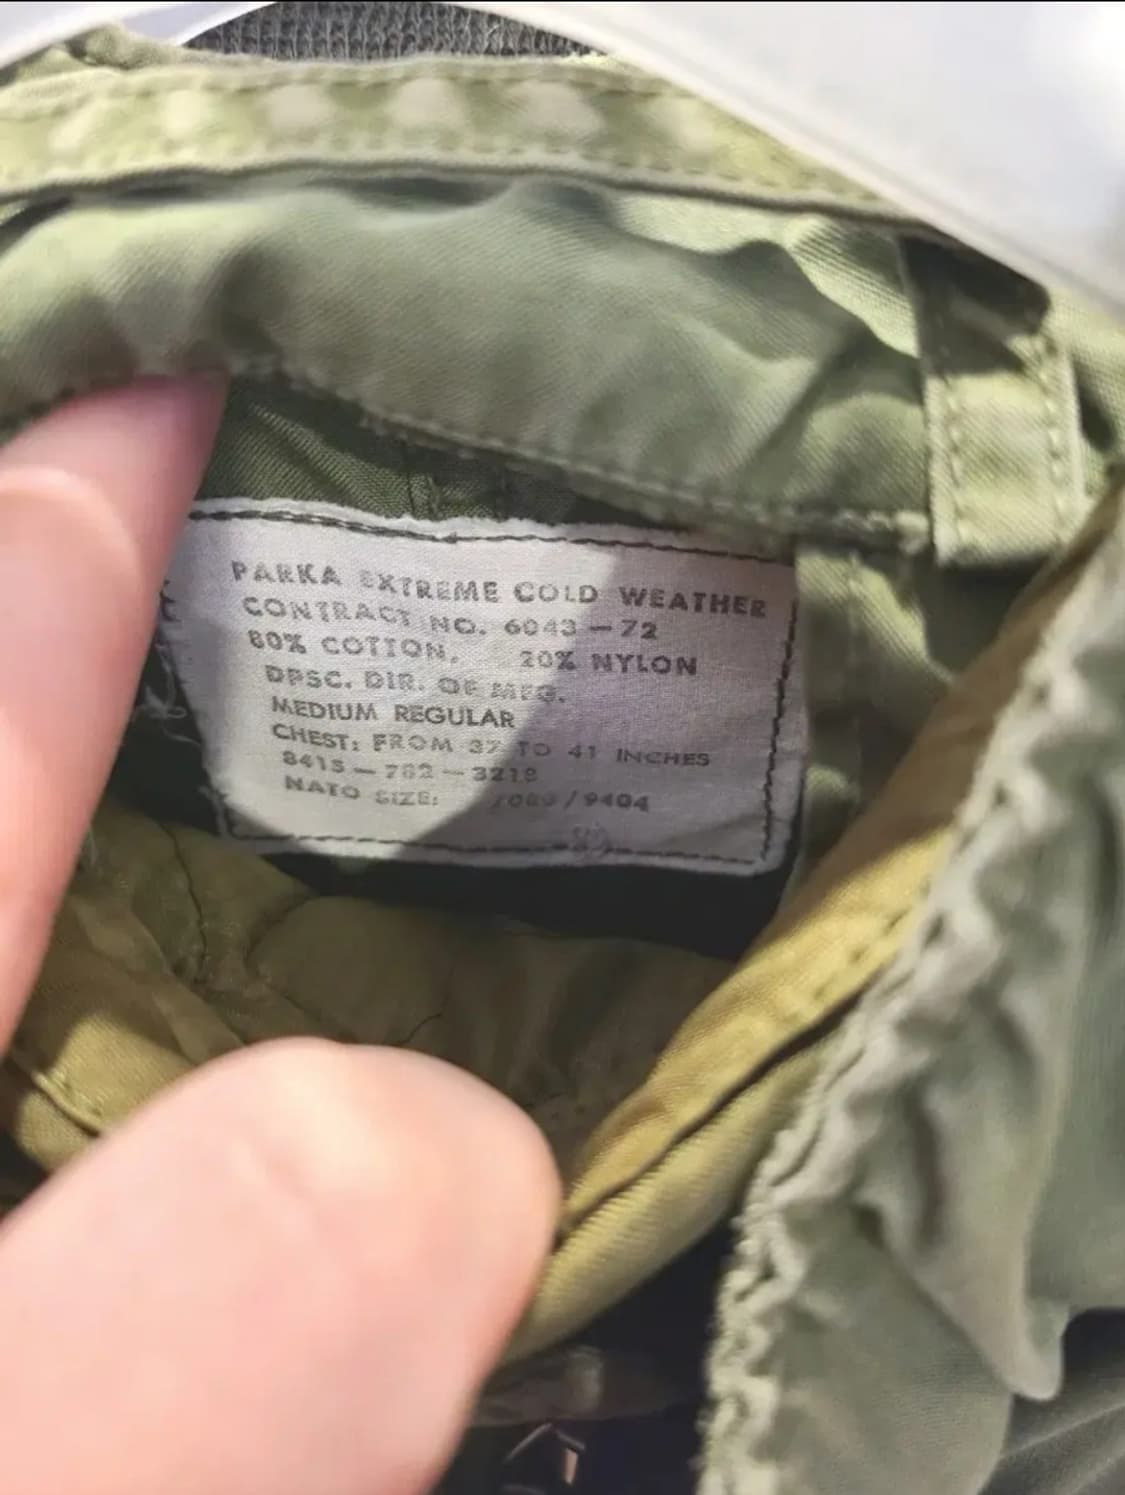 PARKA EXTREME COLD WEATHER
CONTRACT NO. 6043-72
80% COTTON, 20% NYLON
DPSC. DIR. OF MFG.
MEDIUM REGULAR
CHEST: FROM 37 TO 41 INCHES
8415-782-3218
NATO SIZE: /9404